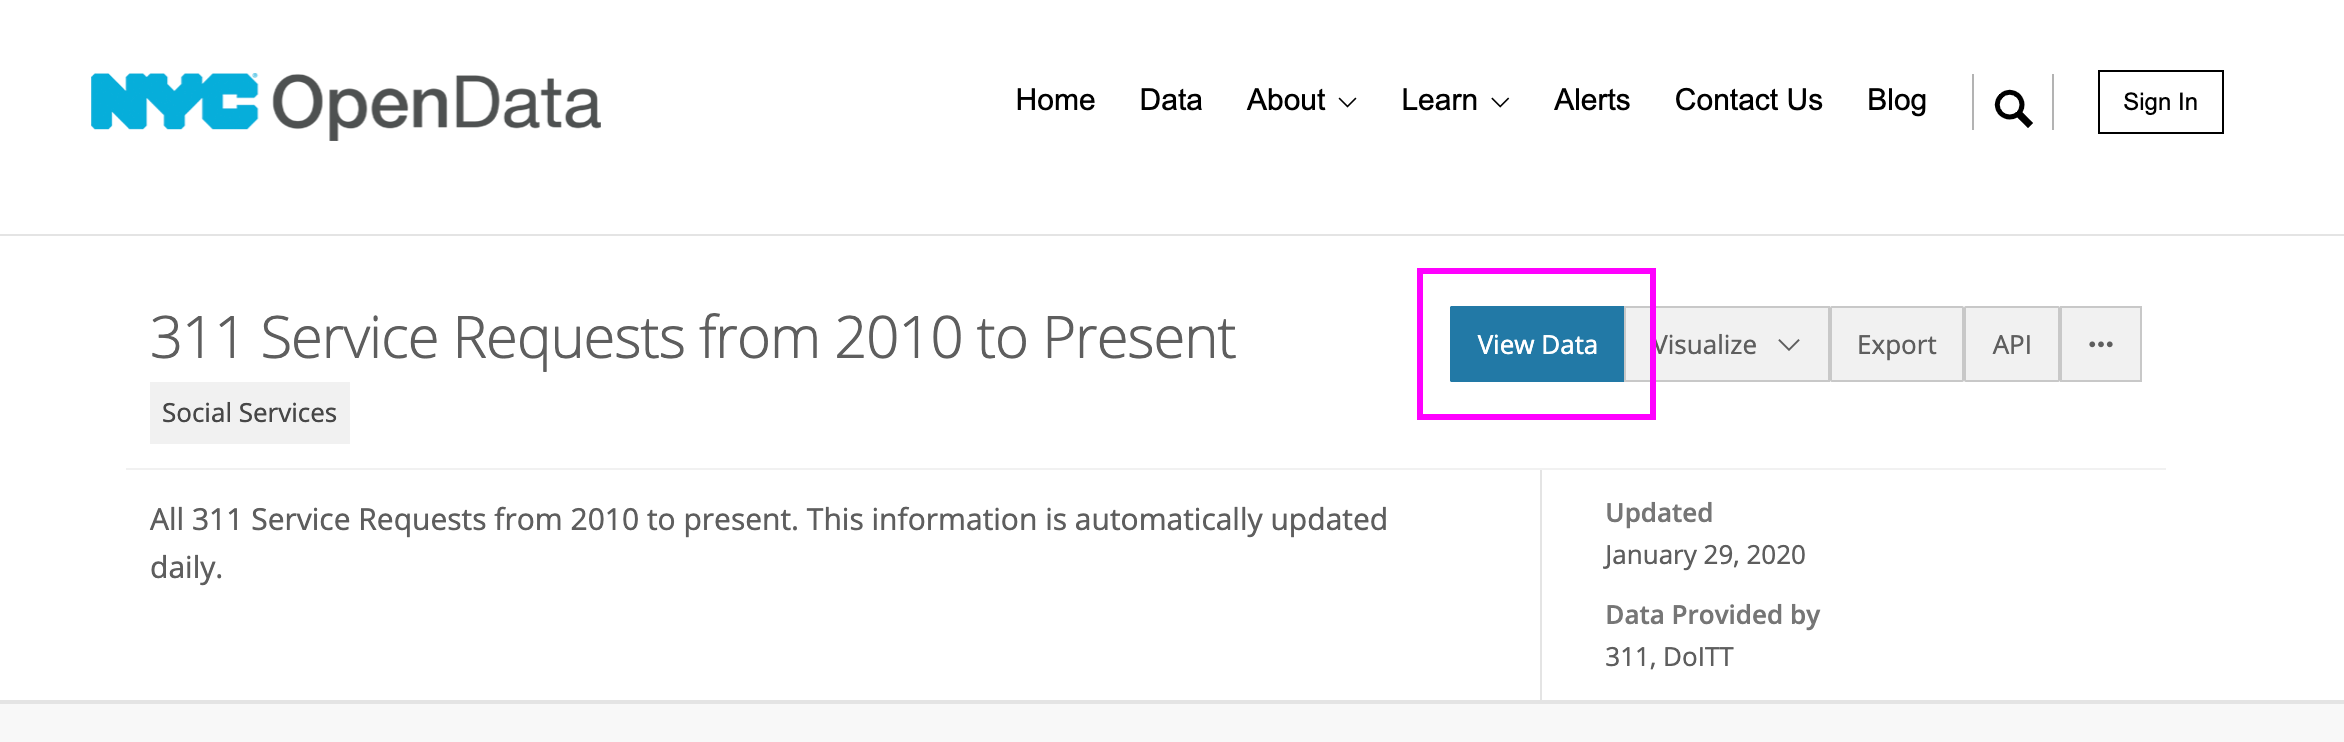 NYC OpenData
Home Data About Learn Alerts Contact Us Blog Sign In
311 Service Requests from 2010 to Present
View Data Visualize Export API ...
Social Services
All 311 Service Requests from 2010 to present. This information is automatically updated
daily.
Updated
January 29, 2020
Data Provided by
311, DoITT